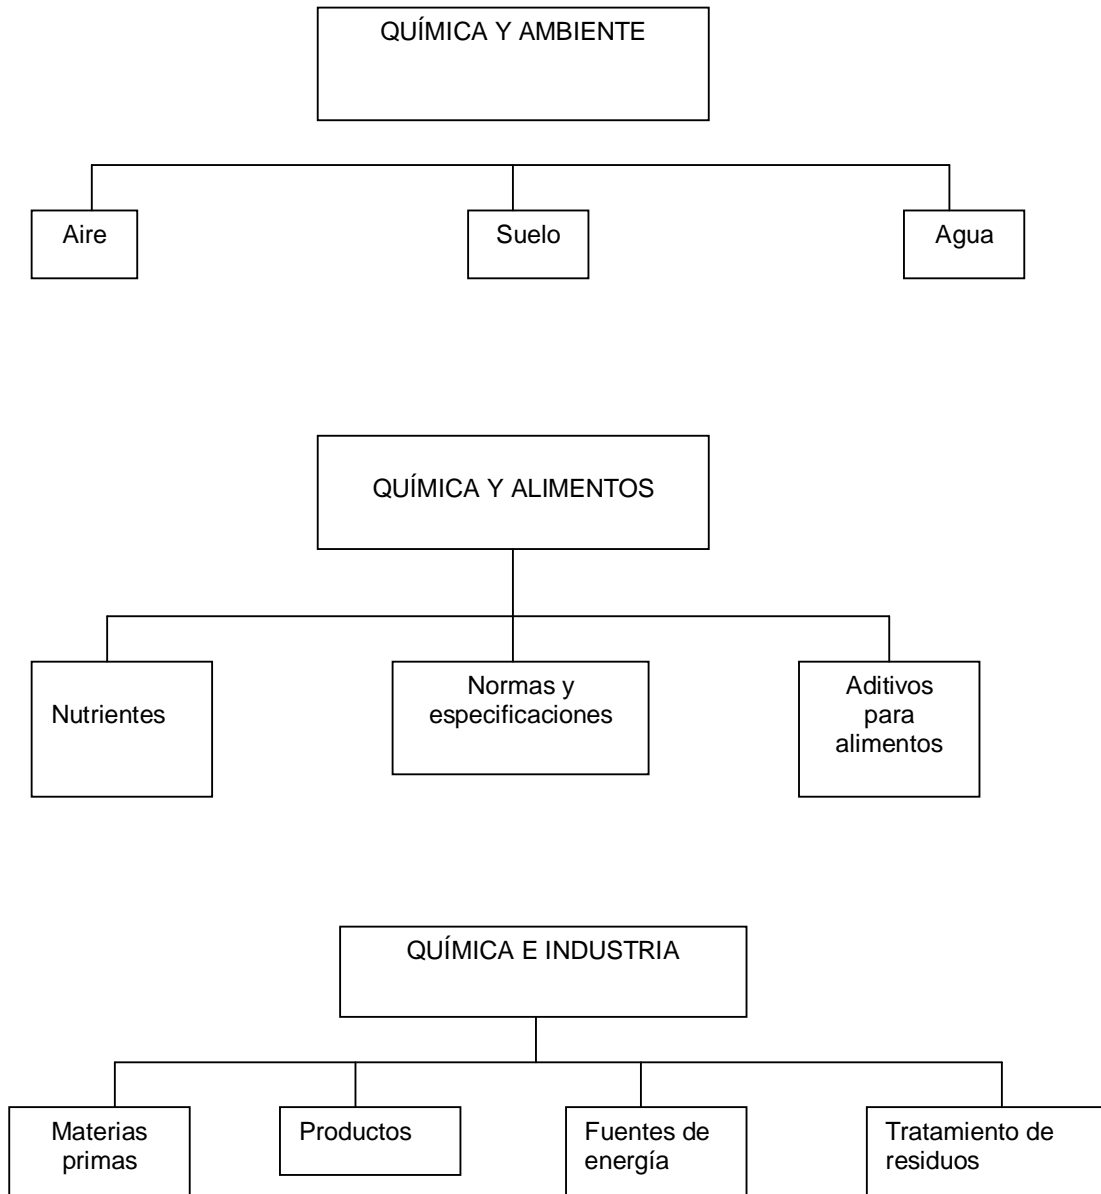 QUÍMICA Y AMBIENTE
Aire
Suelo
Agua
QUÍMICA Y ALIMENTOS
Nutrientes
Normas y
especificaciones
Aditivos
para
alimentos
QUÍMICA E INDUSTRIA
Materias
primas
Productos
Fuentes de
energía
Tratamiento de
residuos